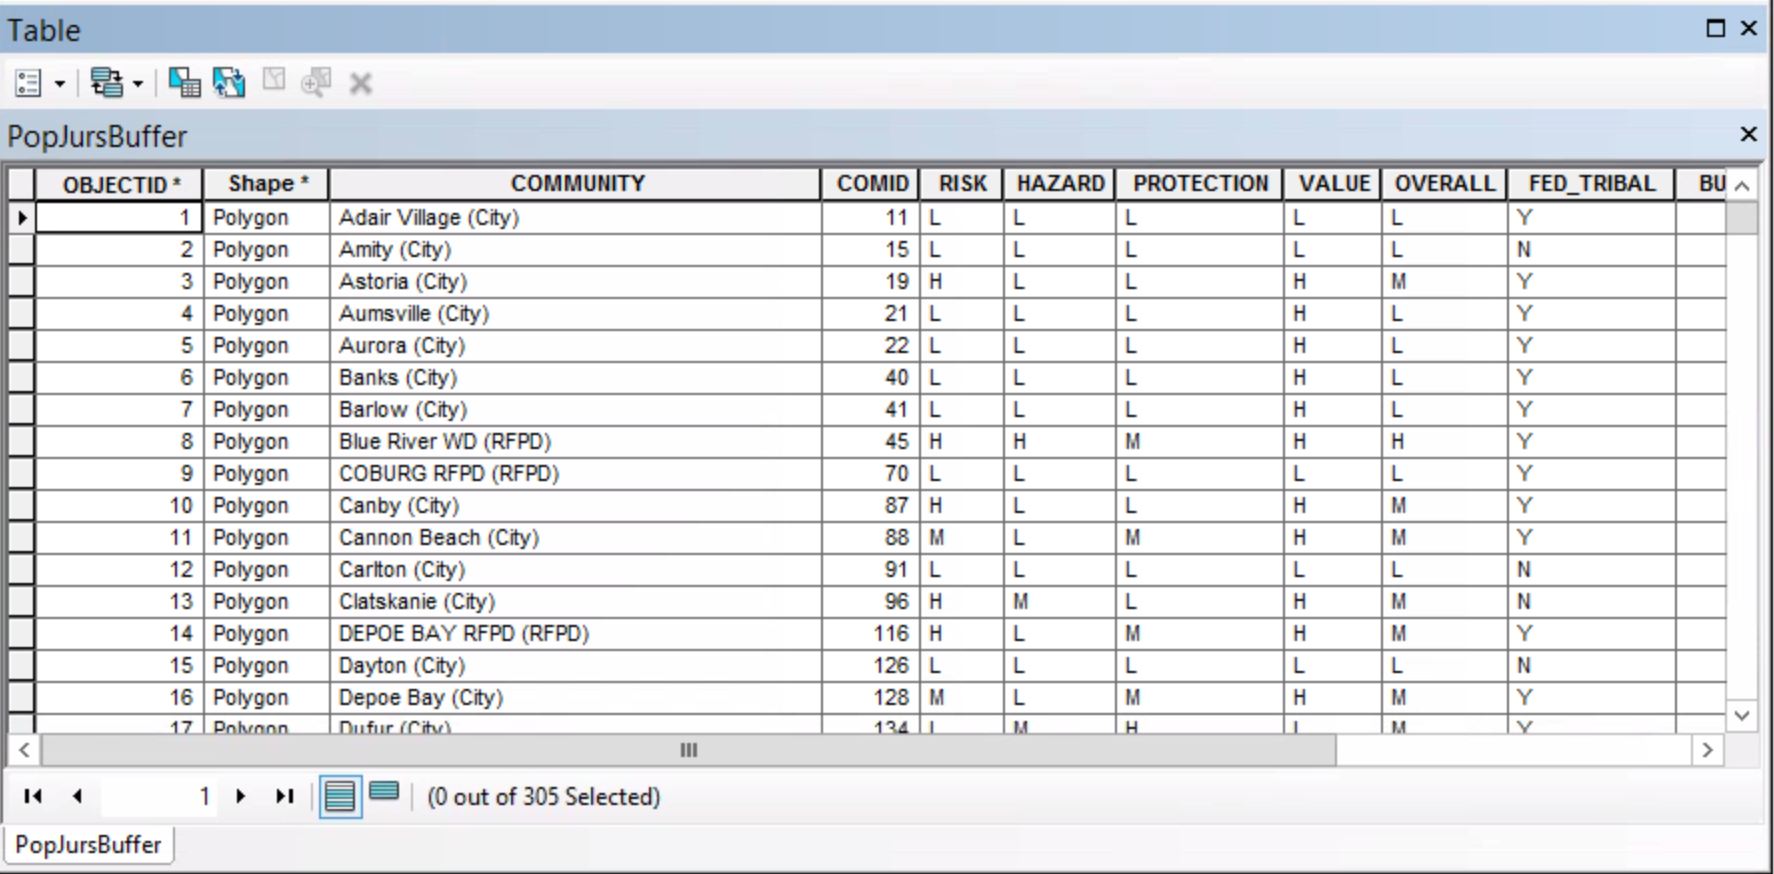 Table
PopJursBuffer
OBJECTID * Shape * COMMUNITY COMID RISK HAZARD PROTECTION VALUE OVERALL FED_TRIBAL BU
1 Polygon Adair Village (City) 11 L L L L L Y
2 Polygon Amity (City) 15 L L L L L N
3 Polygon Astoria (City) 19 H L L H M Y
4 Polygon Aumsville (City) 21 L L L H L Y
5 Polygon Aurora (City) 22 L L L H L Y
6 Polygon Banks (City) 40 L L L H L Y
7 Polygon Barlow (City) 41 L L L H L Y
8 Polygon Blue River WD (RFPD) 45 H H M H H Y
9 Polygon COBURG RFPD (RFPD) 70 L L L L L Y
10 Polygon Canby (City) 87 H L L H M Y
11 Polygon Cannon Beach (City) 88 M L M H M Y
12 Polygon Carlton (City) 91 L L L L L N
13 Polygon Clatskanie (City) 96 H M L H M N
14 Polygon DEPOE BAY RFPD (RFPD) 116 H L M H M Y
15 Polygon Dayton (City) 126 L L L L L N
16 Polygon Depoe Bay (City) 128 M L M H M Y
17 Polygon Dufur (City) 134 L M H L M Y
1 (0 out of 305 Selected)
PopJursBuffer